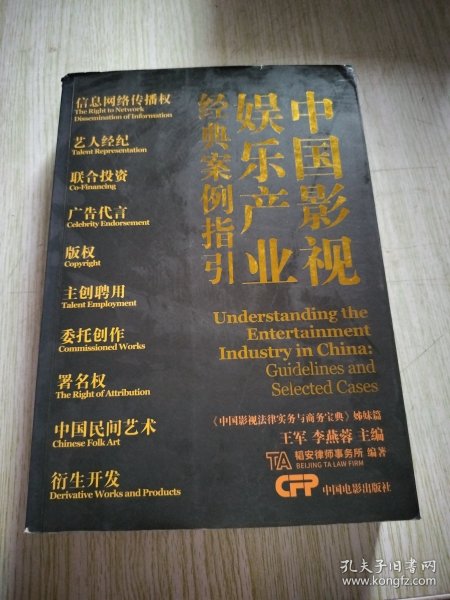 信息网络传播权
The Right to Network
Dissemination of Information
艺人经纪
Talent Representation
联合投资
Co-Financing
广告代言
Celebrity Endorsement
版权
Copyright
主创聘用
Talent Employment
委托创作
Commissioned Works
署名权
The Right of Attribution
中国民间艺术
Chinese Folk Art
衍生开发
Derivative Works and Products
中国影视
娱乐产业
经典案例指引
Understanding the
Entertainment
Industry in China:
Guidelines and
Selected Cases
《中国影视法律实务与商务宝典》姊妹篇
王军 李燕蓉 主编
TA 韬安律师事务所 编著
BEIJING TA LAW FIRM
CFP 中国电影出版社
孔夫子旧书网
www.kongfz.com